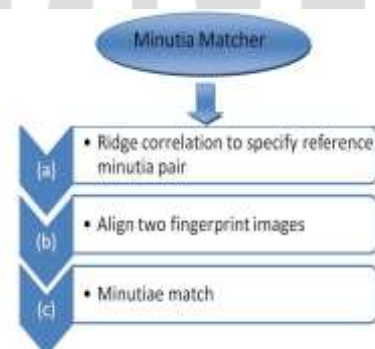 Minutia Matcher
(a)
• Ridge correlation to specify reference
minutia pair
(b)
• Align two fingerprint images
(c)
• Minutiae match